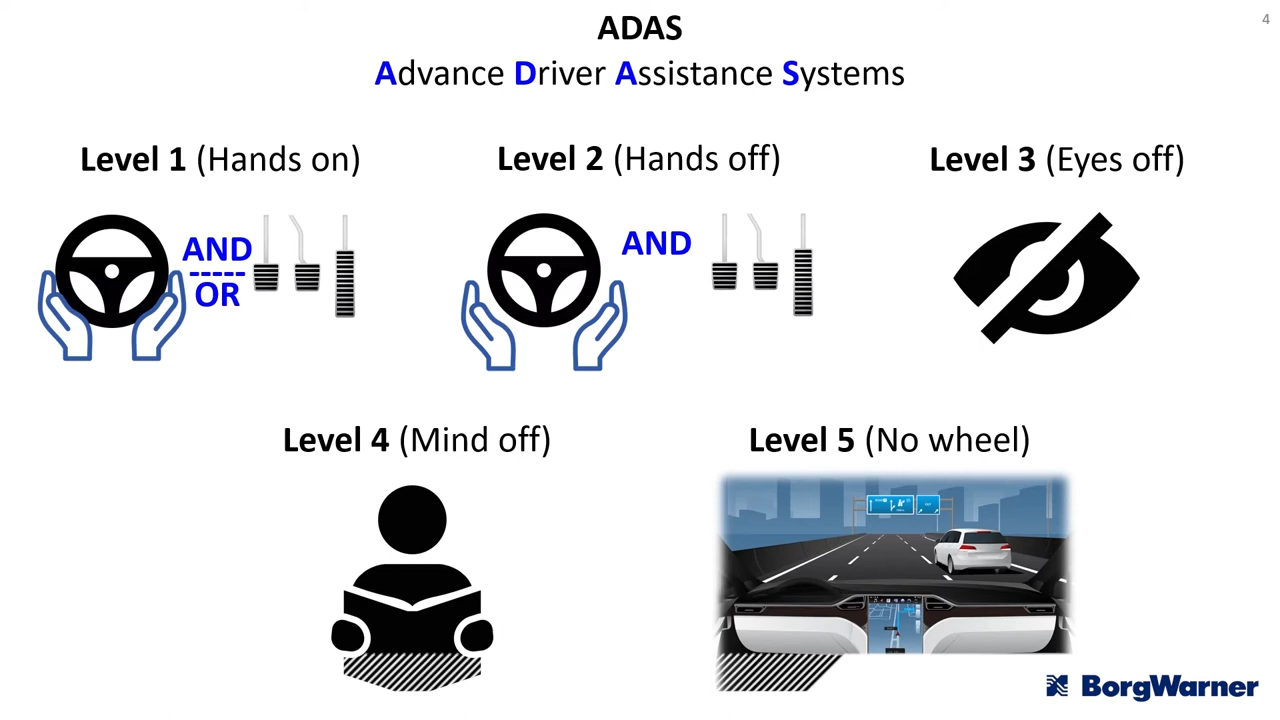 4
ADAS
Advance Driver Assistance Systems
Level 1 (Hands on)
Level 2 (Hands off)
Level 3 (Eyes off)
AND
-----
OR
AND
Level 4 (Mind off)
Level 5 (No wheel)
BorgWarner